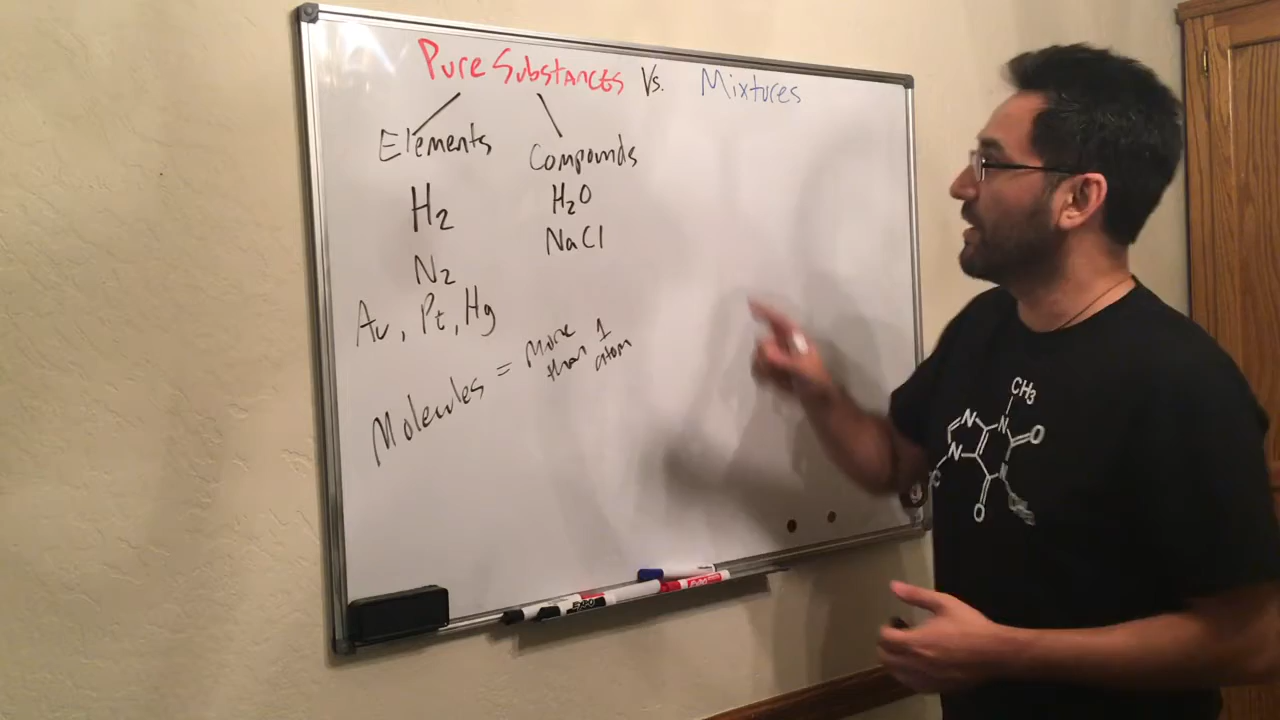 Pure Substances Vs. Mixtures
Elements
Compounds
H2
H2O
N2
NaCl
Au, Pt, Hg
Molecules = More than 1 atom
EXPO
CH3
N
N
N
N
O
O